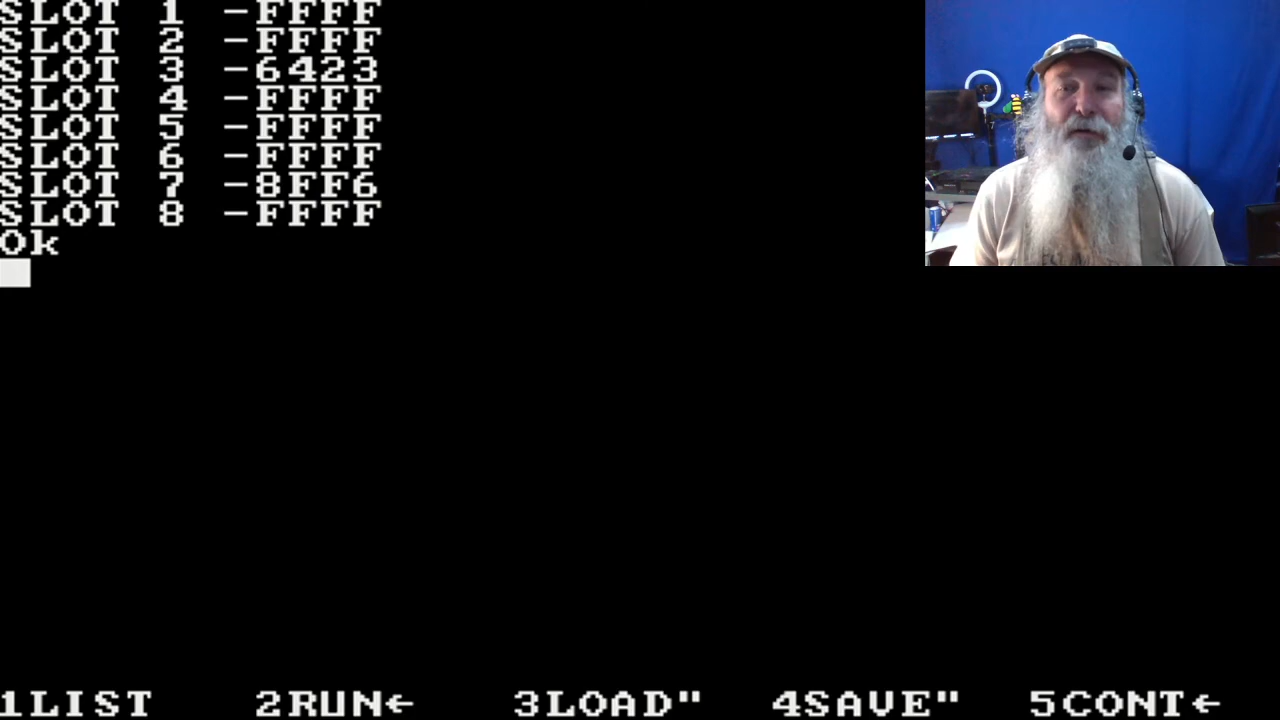 SLOT 1 -FFFF
SLOT 2 -FFFF
SLOT 3 -6423
SLOT 4 -FFFF
SLOT 5 -FFFF
SLOT 6 -FFFF
SLOT 7 -8FF6
SLOT 8 -FFFF
Ok
1LIST 2RUN← 3LOAD" 4SAVE" 5CONT←